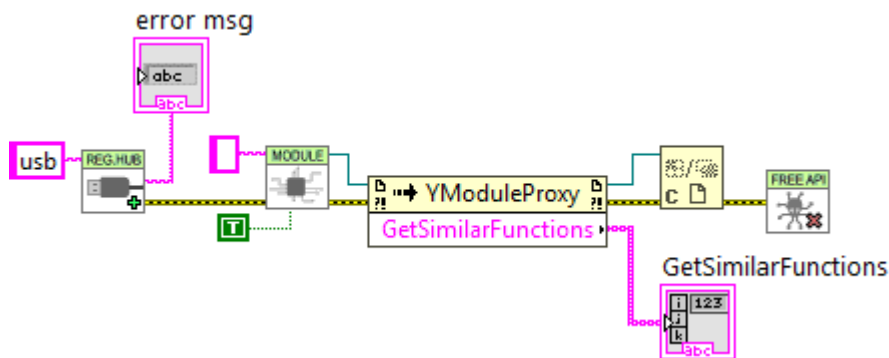 error msg
abc
abc
usb
REG.HUB
MODULE
T
YModuleProxy
GetSimilarFunctions
C
FREE API
GetSimilarFunctions
i
j
k
123
abc